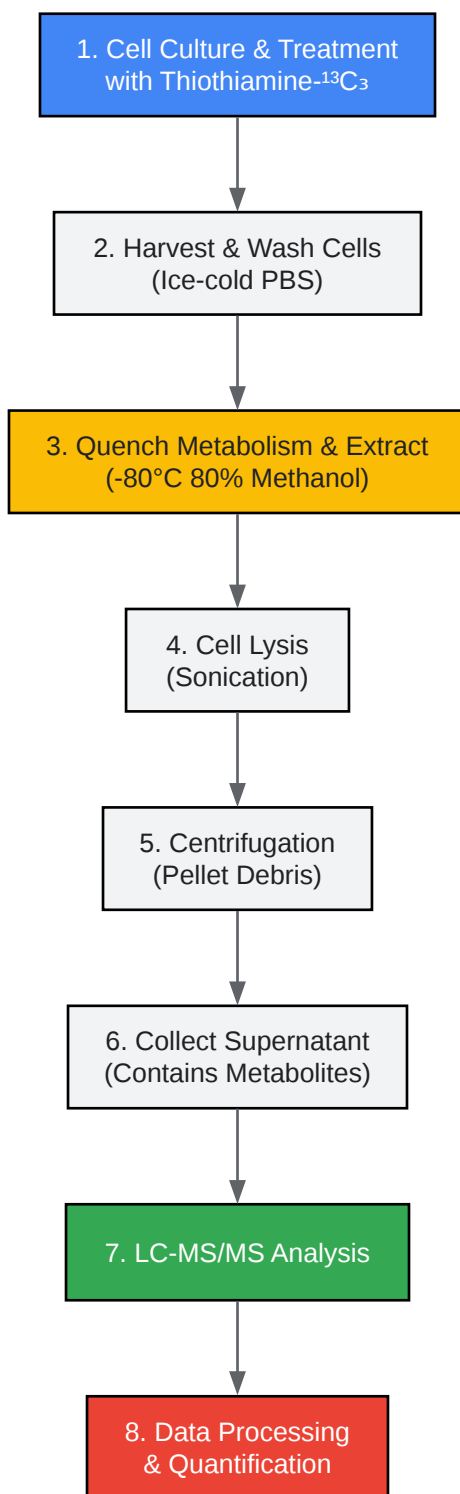 1. Cell Culture & Treatment
with Thiothiamine-¹³C₃
2. Harvest & Wash Cells
(Ice-cold PBS)
3. Quench Metabolism & Extract
(-80°C 80% Methanol)
4. Cell Lysis
(Sonication)
5. Centrifugation
(Pellet Debris)
6. Collect Supernatant
(Contains Metabolites)
7. LC-MS/MS Analysis
8. Data Processing
& Quantification